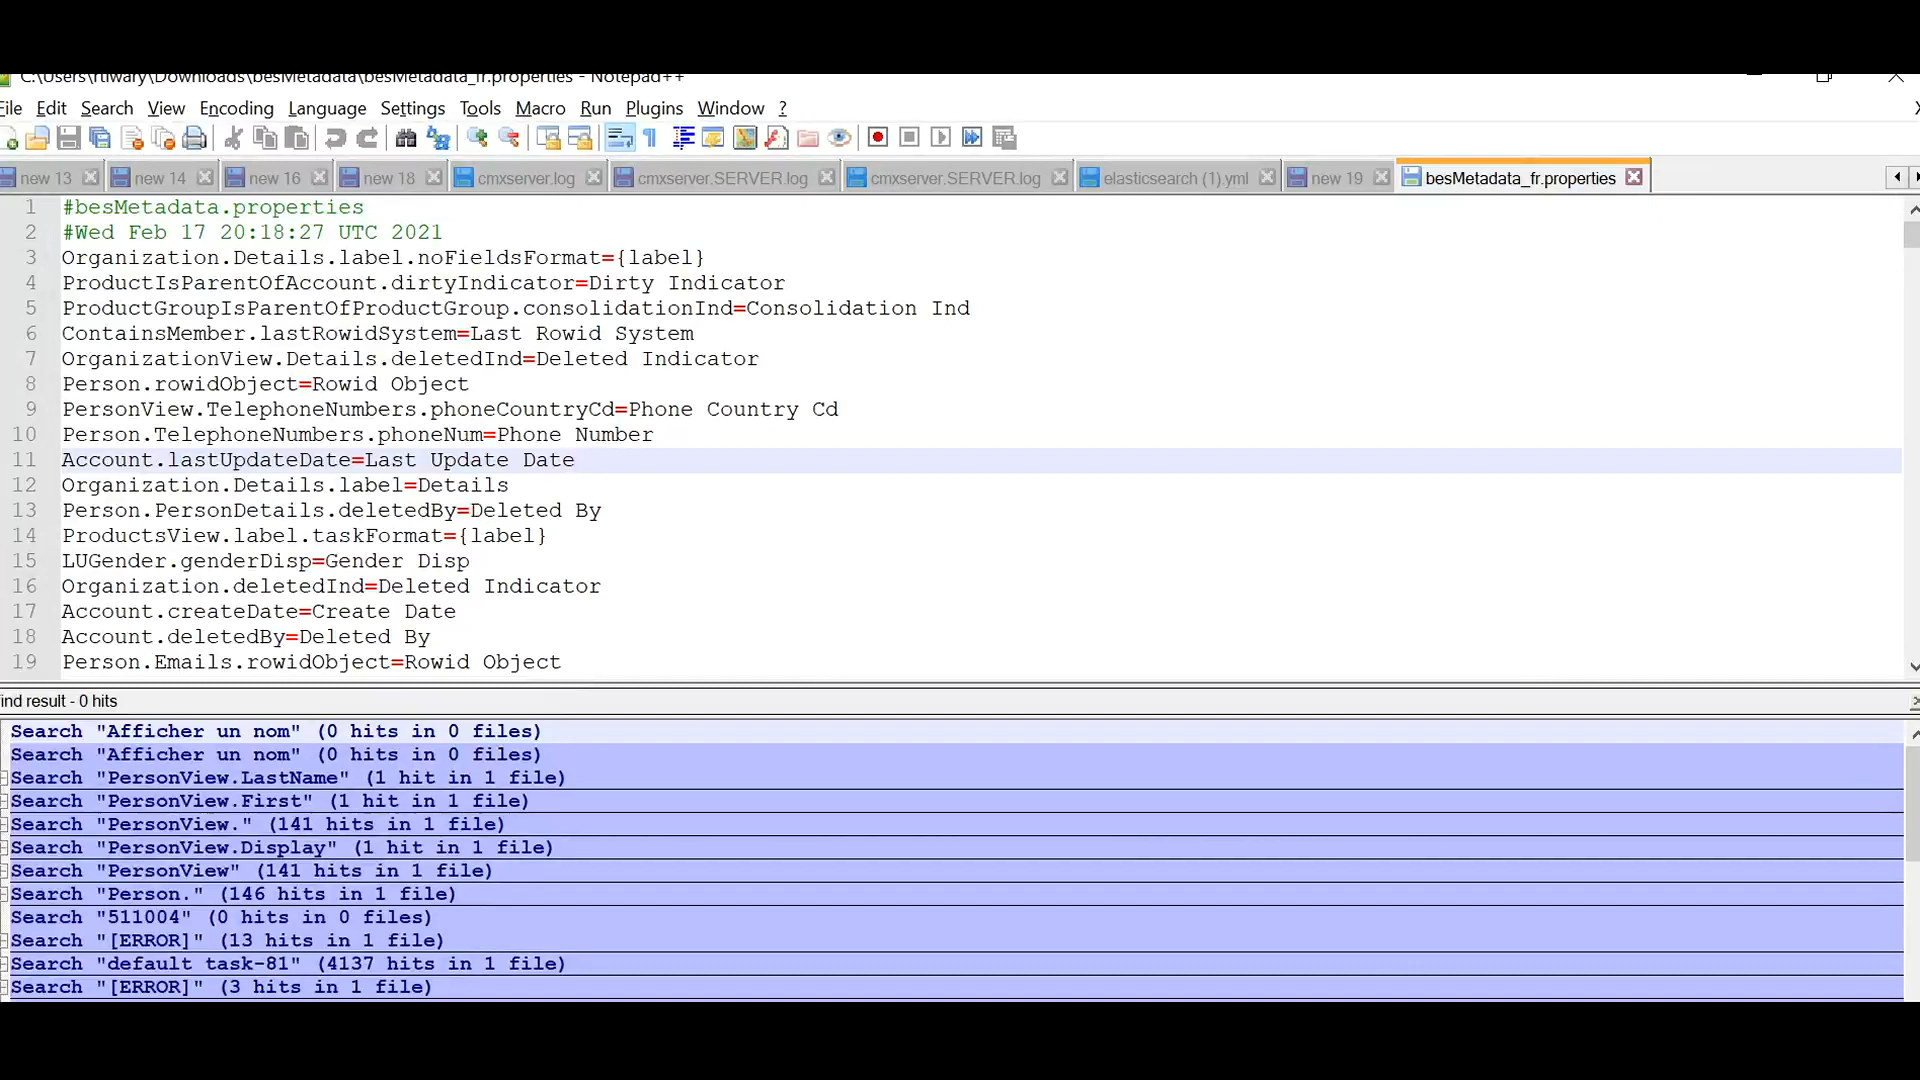 C:\Users\rtiwary\Downloads\besMetadata\besMetadata_fr.properties - Notepad++
File Edit Search View Encoding Language Settings Tools Macro Run Plugins Window ?
new 13 new 14 new 16 new 18 cmxserver.log cmxserver.SERVER.log cmxserver.SERVER.log elasticsearch (1).yml new 19 besMetadata_fr.properties
1 #besMetadata.properties
2 #Wed Feb 17 20:18:27 UTC 2021
3 Organization.Details.label.noFieldsFormat={label}
4 ProductIsParentOfAccount.dirtyIndicator=Dirty Indicator
5 ProductGroupIsParentOfProductGroup.consolidationInd=Consolidation Ind
6 ContainsMember.lastRowidSystem=Last Rowid System
7 OrganizationView.Details.deletedInd=Deleted Indicator
8 Person.rowidObject=Rowid Object
9 PersonView.TelephoneNumbers.phoneCountryCd=Phone Country Cd
10 Person.TelephoneNumbers.phoneNum=Phone Number
11 Account.lastUpdateDate=Last Update Date
12 Organization.Details.label=Details
13 Person.PersonDetails.deletedBy=Deleted By
14 ProductsView.label.taskFormat={label}
15 LUGender.genderDisp=Gender Disp
16 Organization.deletedInd=Deleted Indicator
17 Account.createDate=Create Date
18 Account.deletedBy=Deleted By
19 Person.Emails.rowidObject=Rowid Object
ind result - 0 hits
Search "Afficher un nom" (0 hits in 0 files)
Search "Afficher un nom" (0 hits in 0 files)
Search "PersonView.LastName" (1 hit in 1 file)
Search "PersonView.First" (1 hit in 1 file)
Search "PersonView." (141 hits in 1 file)
Search "PersonView.Display" (1 hit in 1 file)
Search "PersonView" (141 hits in 1 file)
Search "Person." (146 hits in 1 file)
Search "511004" (0 hits in 0 files)
Search "[ERROR]" (13 hits in 1 file)
Search "default task-81" (4137 hits in 1 file)
Search "[ERROR]" (3 hits in 1 file)